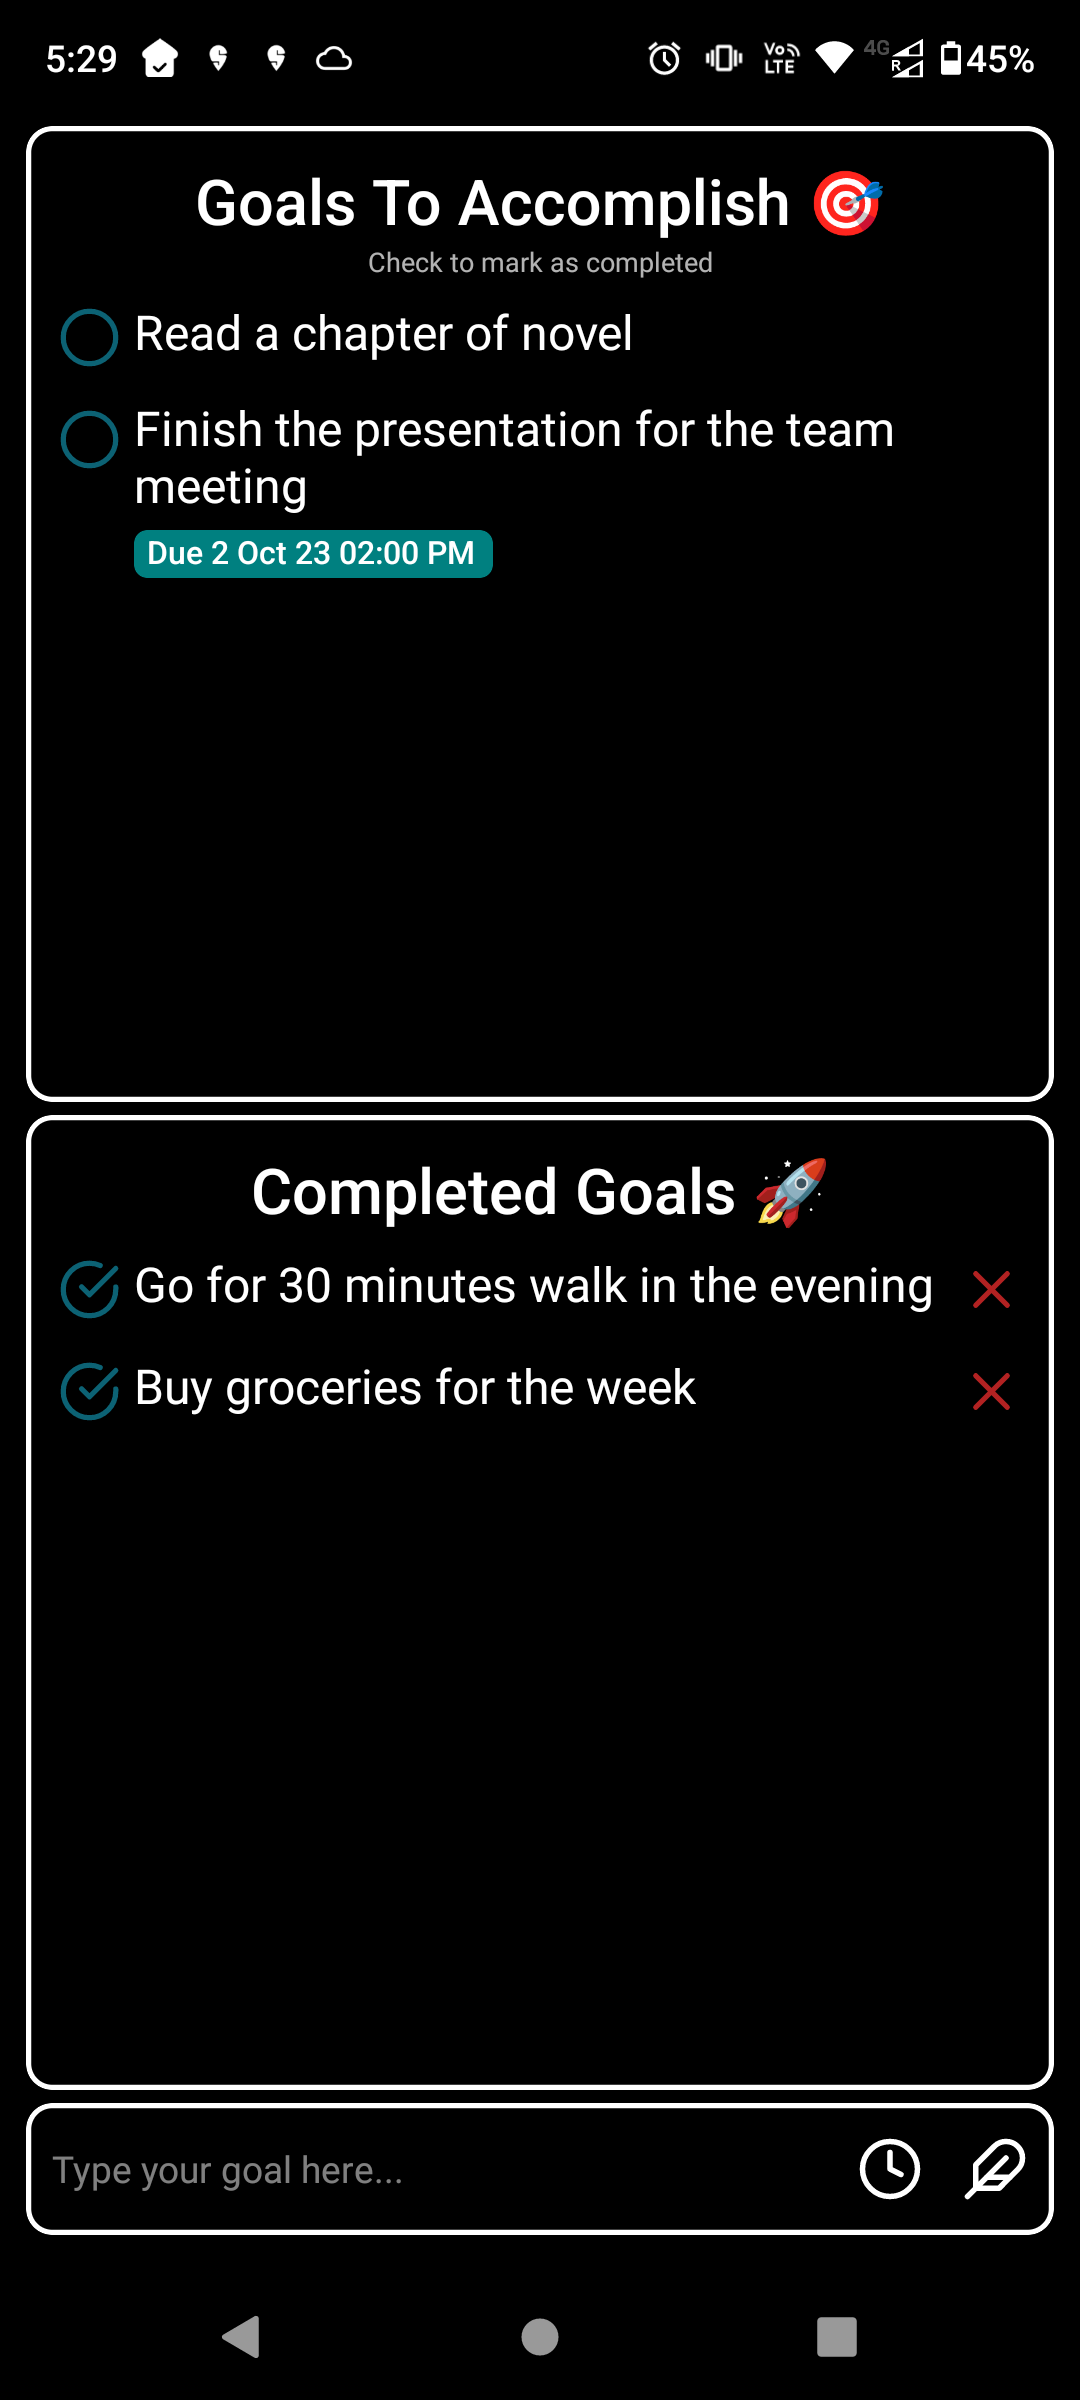 5:29
Vo LTE 4G R 45%
Goals To Accomplish 🎯
Check to mark as completed
Read a chapter of novel
Finish the presentation for the team
meeting
Due 2 Oct 23 02:00 PM
Completed Goals 🚀
Go for 30 minutes walk in the evening
Buy groceries for the week
Type your goal here...